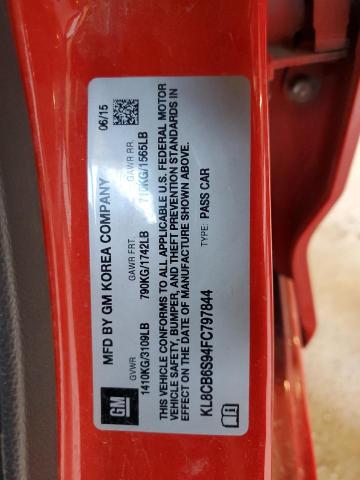 MFD BY GM KOREA COMPANY 06/15
GVWR GAWR FRT. GAWR RR.
1410KG/3109LB 790KG/1742LB 710KG/1565LB
THIS VEHICLE CONFORMS TO ALL APPLICABLE U.S. FEDERAL MOTOR
VEHICLE SAFETY, BUMPER, AND THEFT PREVENTION STANDARDS IN
EFFECT ON THE DATE OF MANUFACTURE SHOWN ABOVE.
KL8CB6S94FC797844 TYPE: PASS CAR
GM